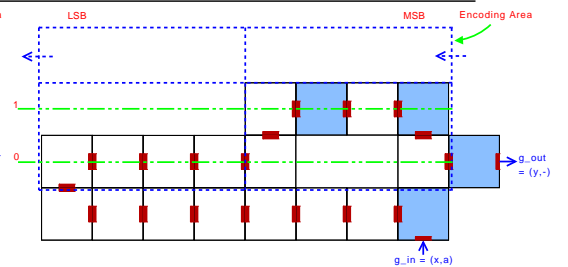 LSB
MSB
Encoding Area
1
0
g_out
= (y,-)
g_in = (x,a)